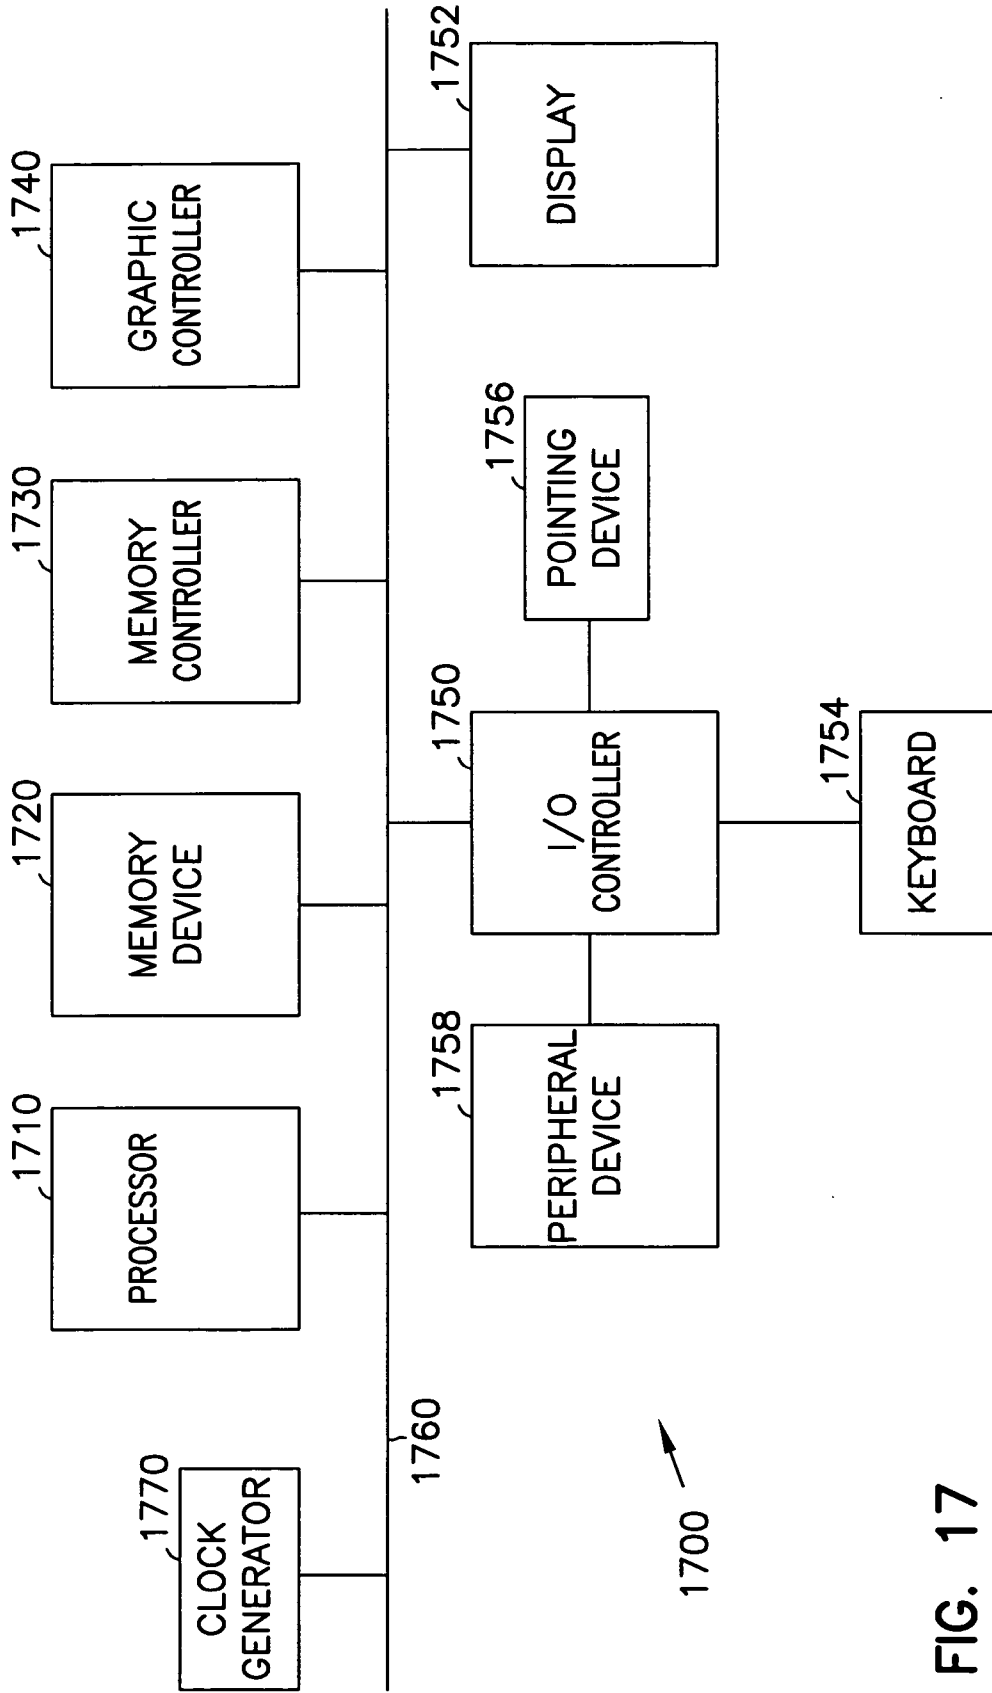 1770
CLOCK
GENERATOR
1710
PROCESSOR
1720
MEMORY
DEVICE
1730
MEMORY
CONTROLLER
1740
GRAPHIC
CONTROLLER
1760
1758
PERIPHERAL
DEVICE
1750
I/O
CONTROLLER
1756
POINTING
DEVICE
1752
DISPLAY
1754
KEYBOARD
1700
FIG. 17